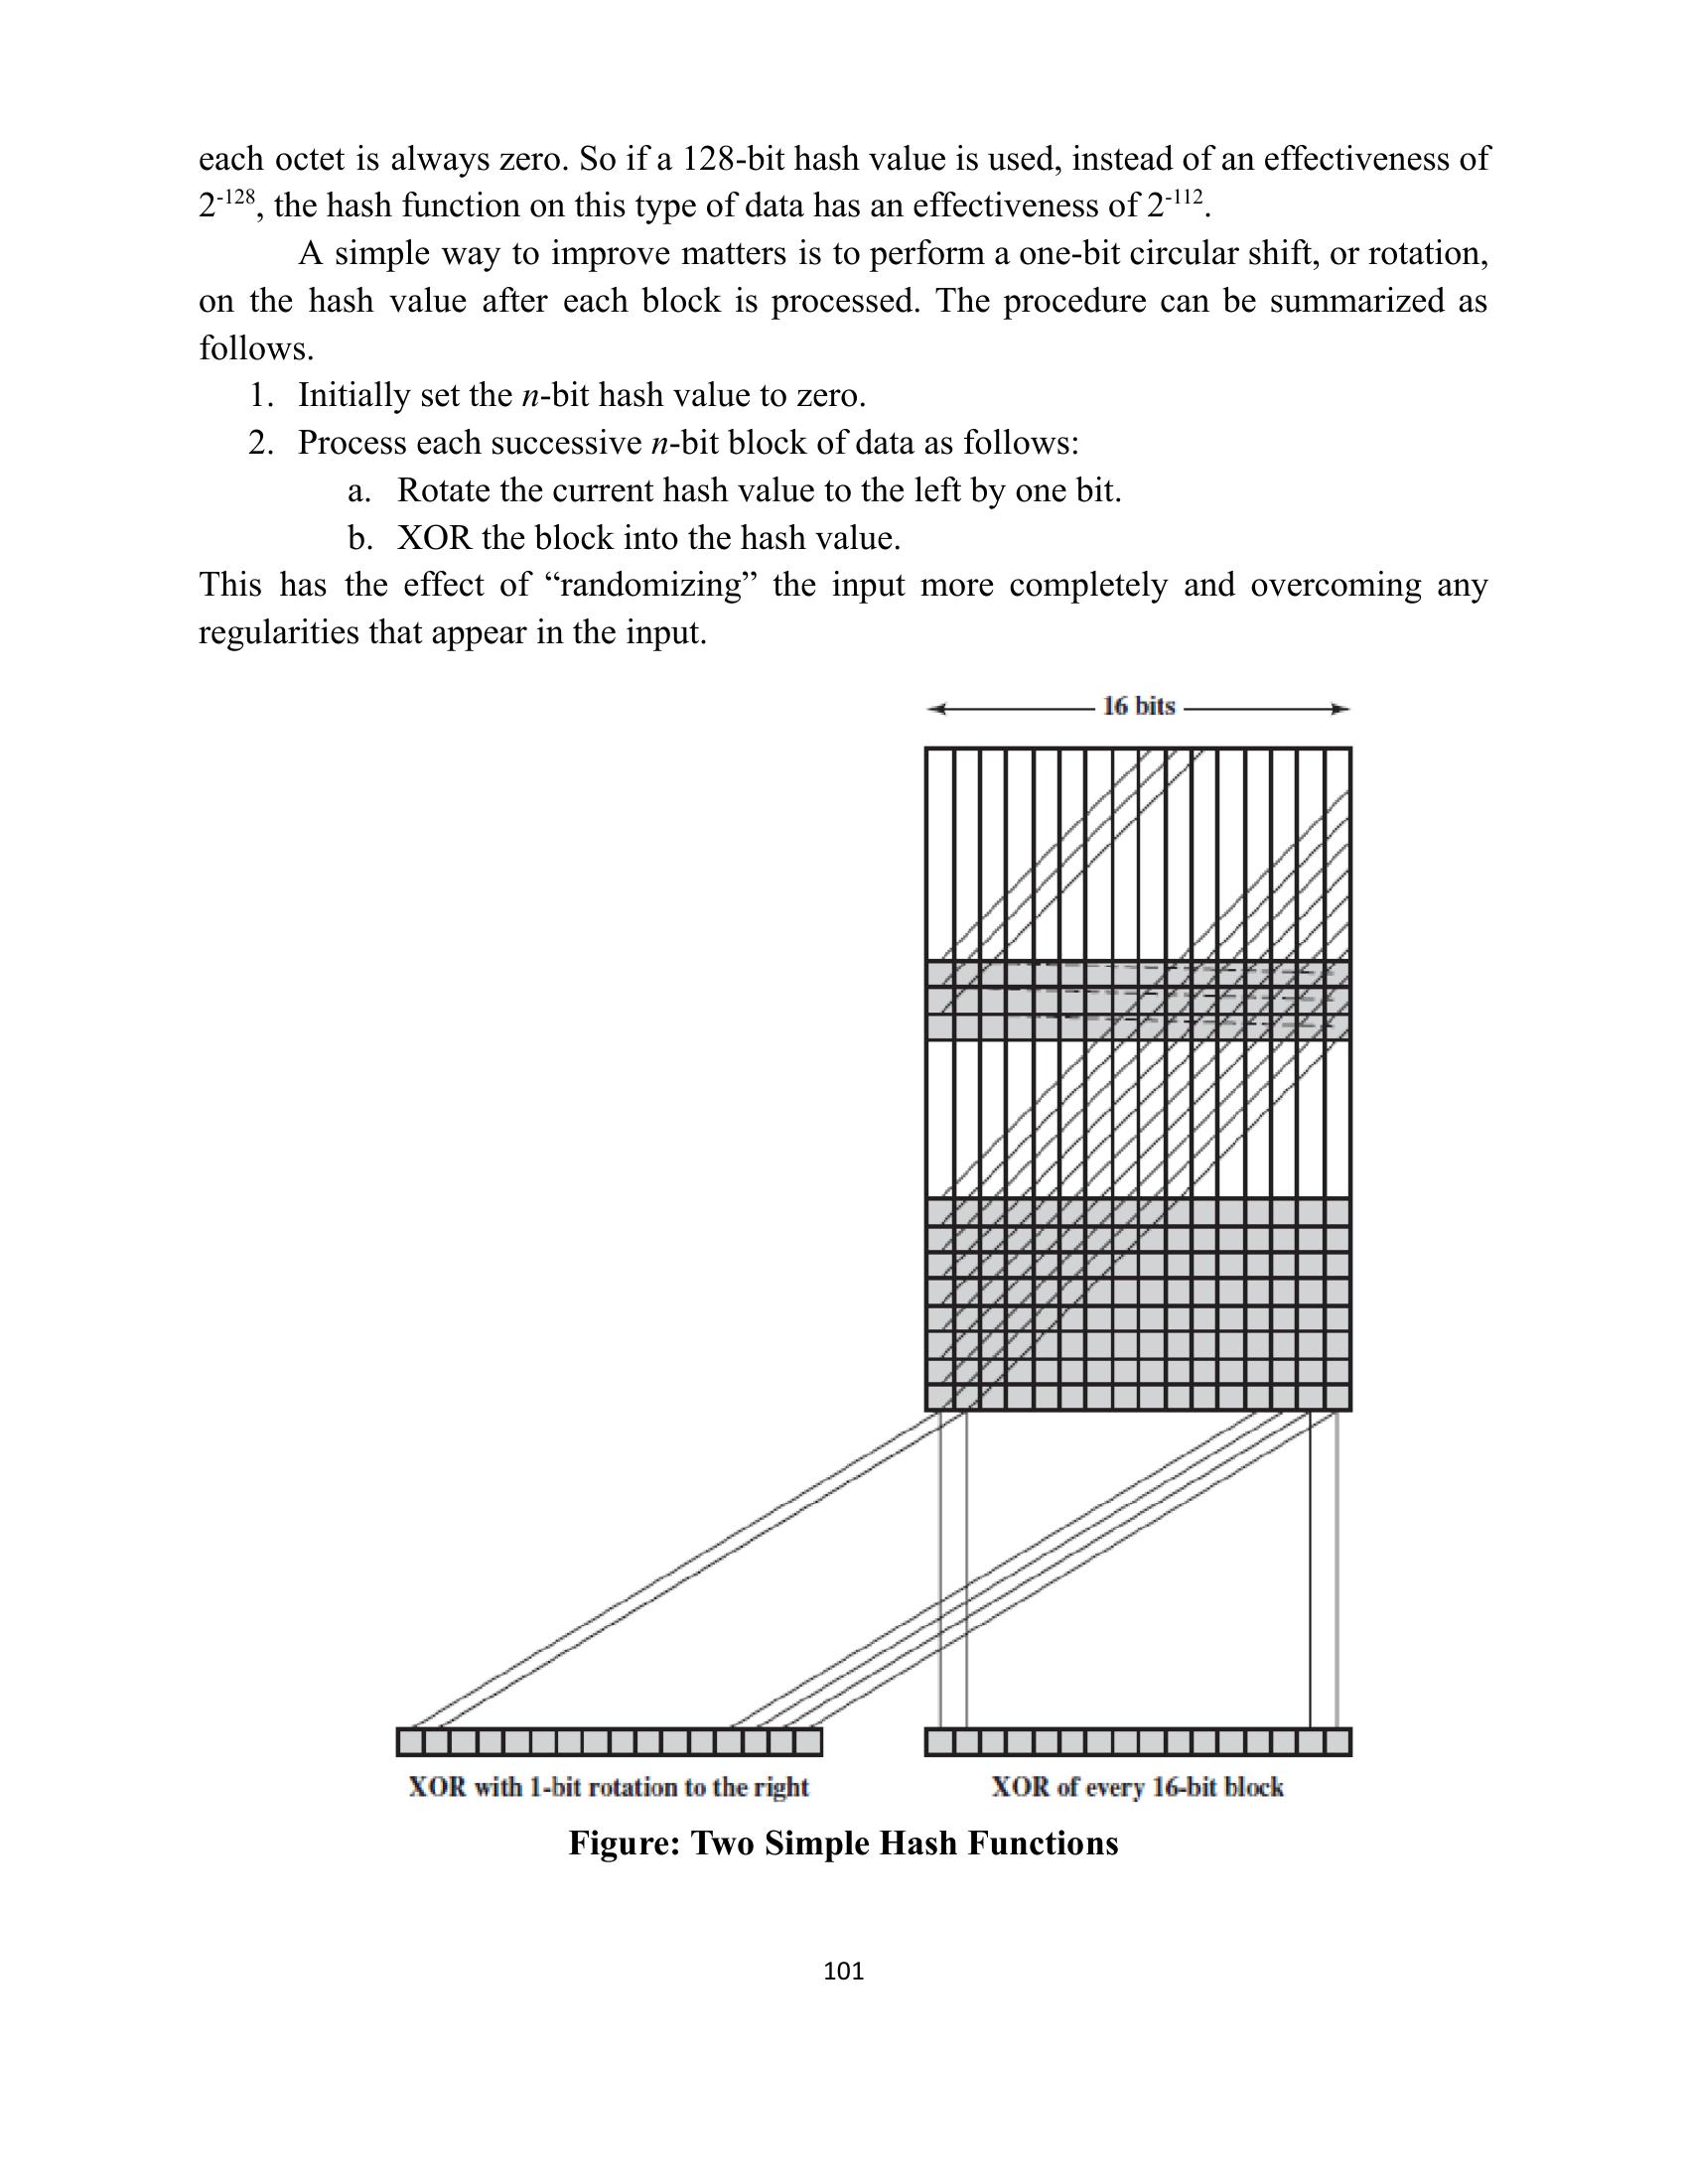 each octet is always zero. So if a 128-bit hash value is used, instead of an effectiveness of
2⁻¹²⁸, the hash function on this type of data has an effectiveness of 2⁻¹¹².
A simple way to improve matters is to perform a one-bit circular shift, or rotation,
on the hash value after each block is processed. The procedure can be summarized as
follows.
1. Initially set the n-bit hash value to zero.
2. Process each successive n-bit block of data as follows:
a. Rotate the current hash value to the left by one bit.
b. XOR the block into the hash value.
This has the effect of “randomizing” the input more completely and overcoming any
regularities that appear in the input.
16 bits
XOR with 1-bit rotation to the right
XOR of every 16-bit block
Figure: Two Simple Hash Functions
101